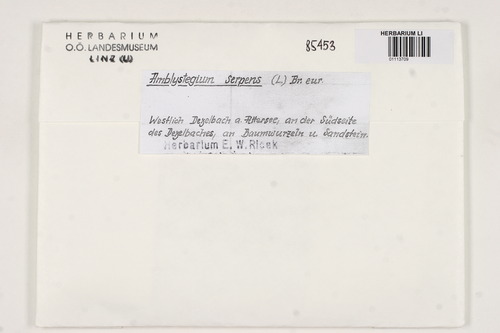 HERBARIUM
O.Ö. LANDESMUSEUM
LINZ (U)
85453
HERBARIUM LI
0113709
Amblystegium serpens (L.) Br. eur.
Westlich Dexelbach a. Attersee, an der Südseite
des Dexelbaches, an Baumwurzeln u. Sandstein.
Herbarium E. W. Ricek